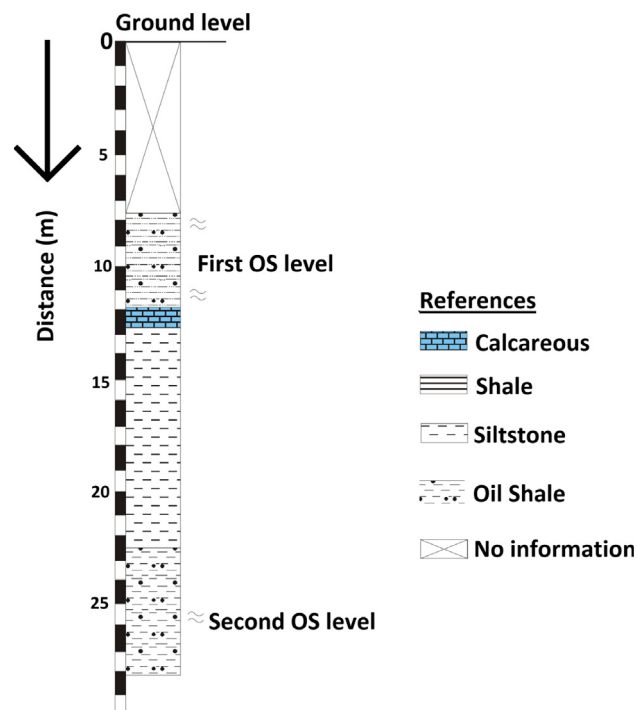 Ground level
0
5
Distance (m)
First OS level
10
References
Calcareous
15
Shale
Siltstone
20
Oil Shale
No information
25
Second OS level